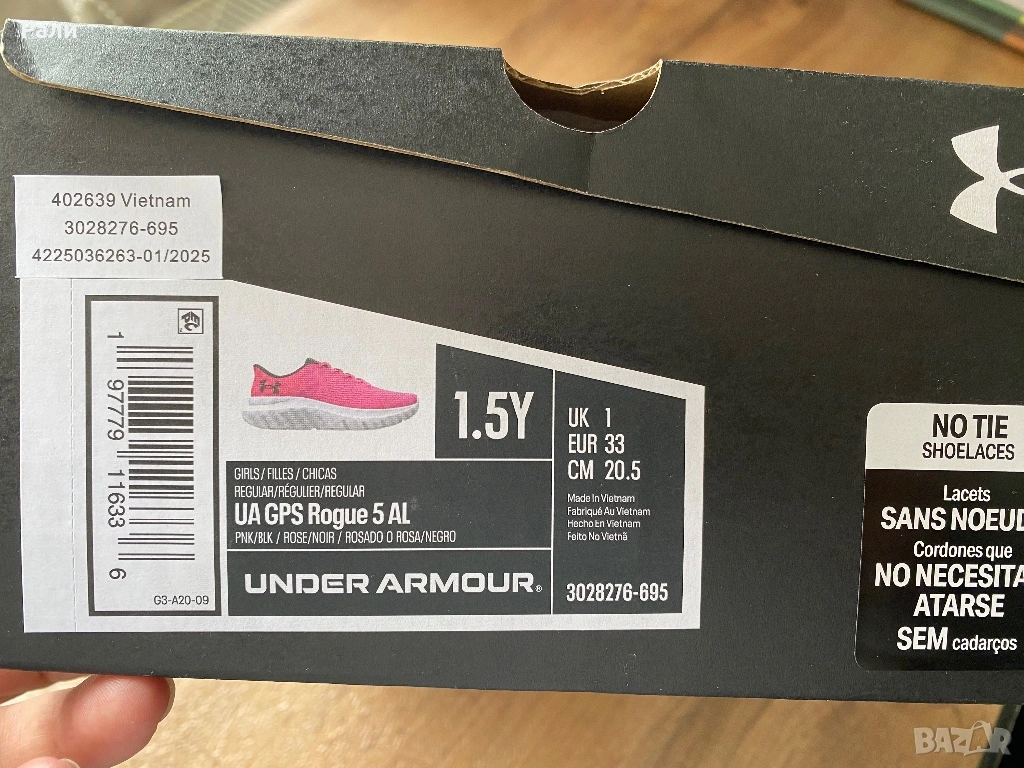 Рали
402639 Vietnam
3028276-695
4225036263-01/2025
1 97779 11633 6
G3-A20-09
1.5Y
UK 1
EUR 33
CM 20.5
Made In Vietnam
Fabriqué Au Vietnam
Hecho En Vietnam
Feito No Vietnã
3028276-695
GIRLS / FILLES / CHICAS
REGULAR/RÉGULIER/REGULAR
UA GPS Rogue 5 AL
PNK/BLK / ROSE/NOIR / ROSADO O ROSA/NEGRO
UNDER ARMOUR®
NO TIE
SHOELACES
Lacets
SANS NOEUD
Cordones que
NO NECESITA
ATARSE
SEM cadarços
BAZAR